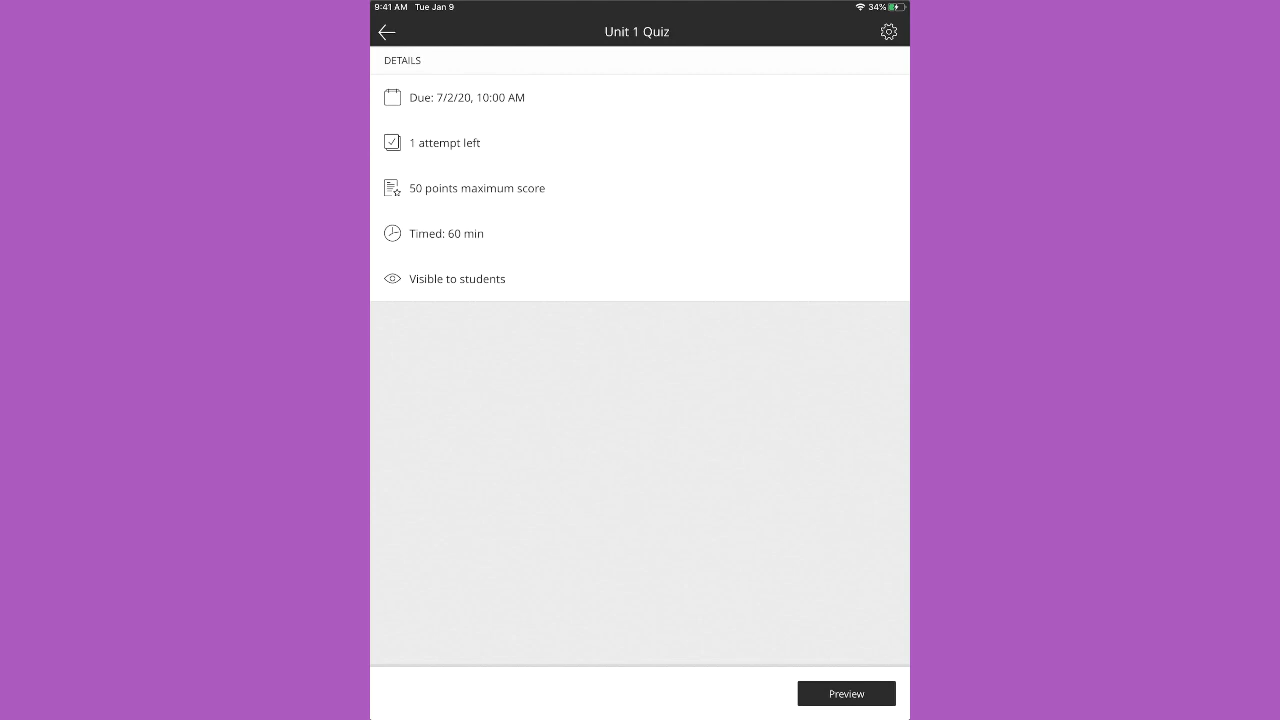 9:41 AM Tue Jan 9 34%
Unit 1 Quiz
DETAILS
Due: 7/2/20, 10:00 AM
1 attempt left
50 points maximum score
Timed: 60 min
Visible to students
Preview